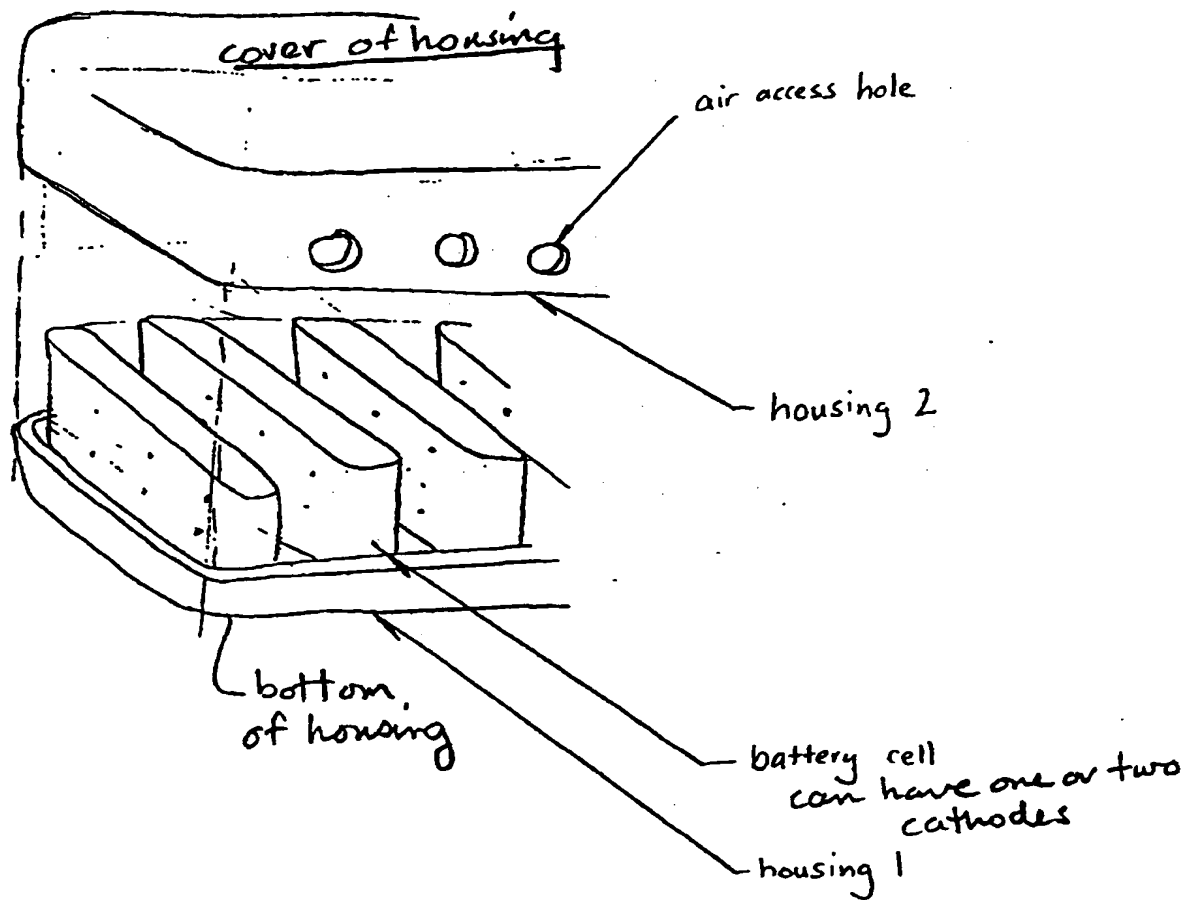 cover of housing
air access hole
housing 2
bottom
of housing
battery cell
can have one or two
cathodes
housing 1